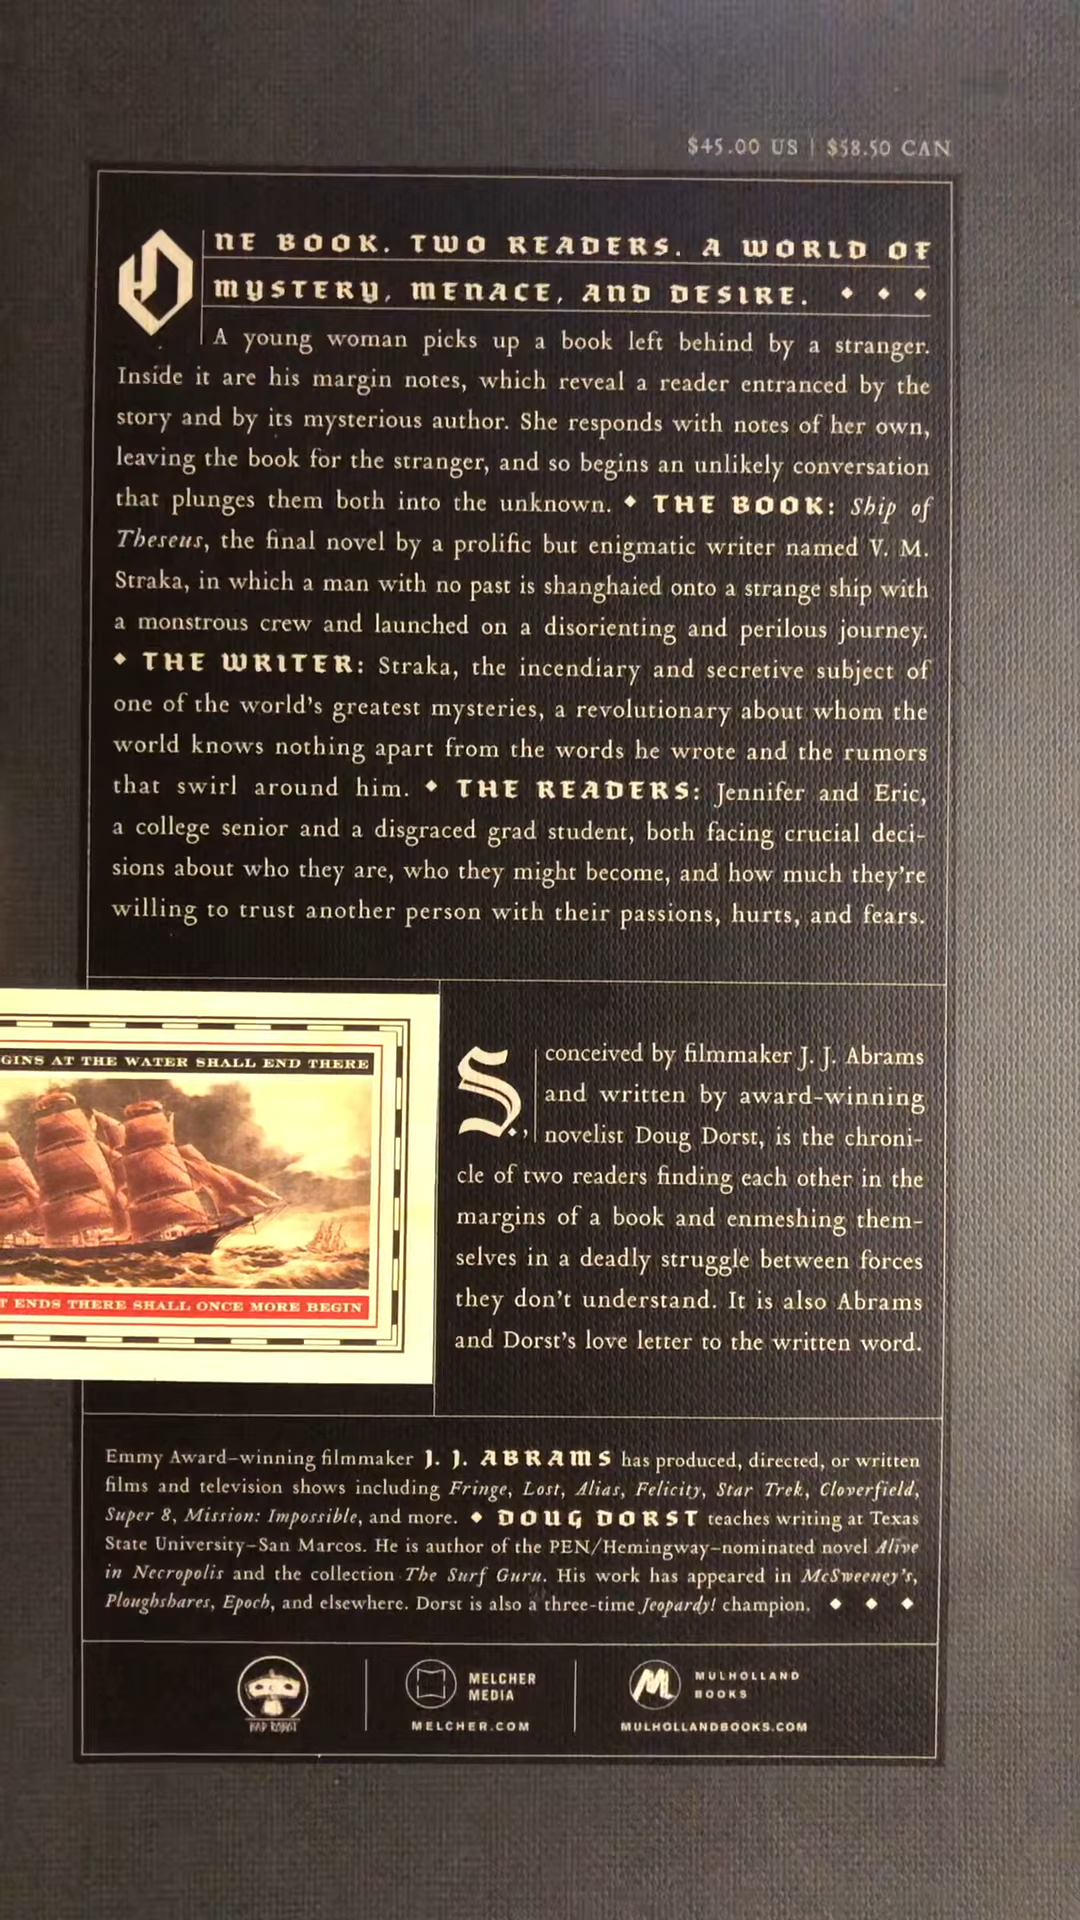 $45.00 US | $58.50 CAN
ONE BOOK. TWO READERS. A WORLD OF
MYSTERY, MENACE, AND DESIRE. ◆ ◆ ◆
A young woman picks up a book left behind by a stranger.
Inside it are his margin notes, which reveal a reader entranced by the
story and by its mysterious author. She responds with notes of her own,
leaving the book for the stranger, and so begins an unlikely conversation
that plunges them both into the unknown. ◆ THE BOOK: Ship of
Theseus, the final novel by a prolific but enigmatic writer named V. M.
Straka, in which a man with no past is shanghaied onto a strange ship with
a monstrous crew and launched on a disorienting and perilous journey.
◆ THE WRITER: Straka, the incendiary and secretive subject of
one of the world's greatest mysteries, a revolutionary about whom the
world knows nothing apart from the words he wrote and the rumors
that swirl around him. ◆ THE READERS: Jennifer and Eric,
a college senior and a disgraced grad student, both facing crucial deci-
sions about who they are, who they might become, and how much they're
willing to trust another person with their passions, hurts, and fears.
GINS AT THE WATER SHALL END THERE
T ENDS THERE SHALL ONCE MORE BEGIN
S., conceived by filmmaker J. J. Abrams
and written by award-winning
novelist Doug Dorst, is the chroni-
cle of two readers finding each other in the
margins of a book and enmeshing them-
selves in a deadly struggle between forces
they don't understand. It is also Abrams
and Dorst's love letter to the written word.
Emmy Award-winning filmmaker J. J. ABRAMS has produced, directed, or written
films and television shows including Fringe, Lost, Alias, Felicity, Star Trek, Cloverfield,
Super 8, Mission: Impossible, and more. ◆ DOUG DORST teaches writing at Texas
State University–San Marcos. He is author of the PEN/Hemingway–nominated novel Alive
in Necropolis and the collection The Surf Guru. His work has appeared in McSweeney's,
Ploughshares, Epoch, and elsewhere. Dorst is also a three-time Jeopardy! champion. ◆ ◆ ◆
BAD ROBOT
MELCHER
MEDIA
MELCHER.COM
M
MULHOLLAND
BOOKS
MULHOLLANDBOOKS.COM